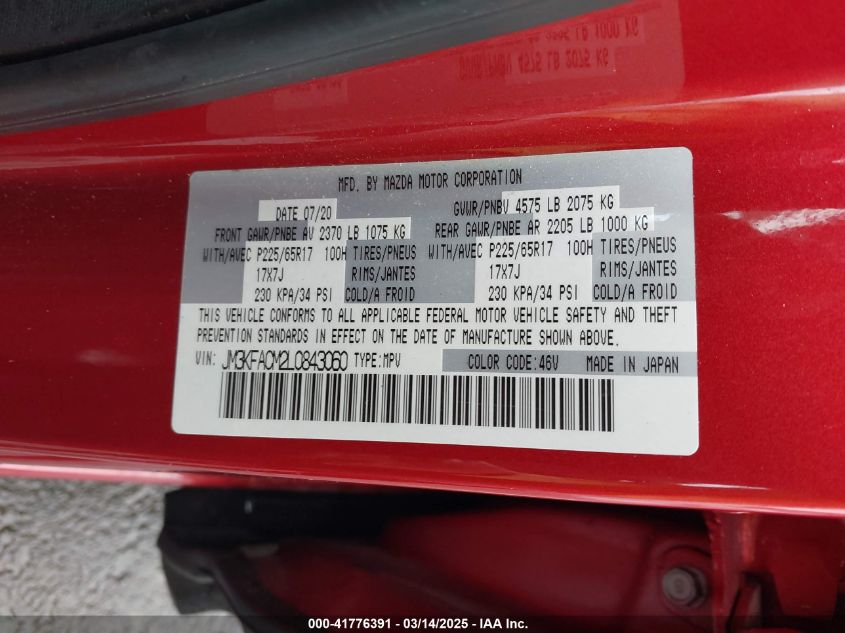 MFD. BY MAZDA MOTOR CORPORATION
DATE 07/20
GVWR/PNBV 4575 LB 2075 KG
FRONT GAWR/PNBE AV 2370 LB 1075 KG
REAR GAWR/PNBE AR 2205 LB 1000 KG
WITH/AVEC P225/65R17 100H TIRES/PNEUS
WITH/AVEC P225/65R17 100H TIRES/PNEUS
17X7J RIMS/JANTES
17X7J RIMS/JANTES
230 KPA/34 PSI COLD/A FROID
230 KPA/34 PSI COLD/A FROID
THIS VEHICLE CONFORMS TO ALL APPLICABLE FEDERAL MOTOR VEHICLE SAFETY AND THEFT
PREVENTION STANDARDS IN EFFECT ON THE DATE OF MANUFACTURE SHOWN ABOVE.
VIN: JM3KFACM2L0843060 TYPE:MPV
COLOR CODE:46V MADE IN JAPAN
000-41776391 - 03/14/2025 - IAA Inc.